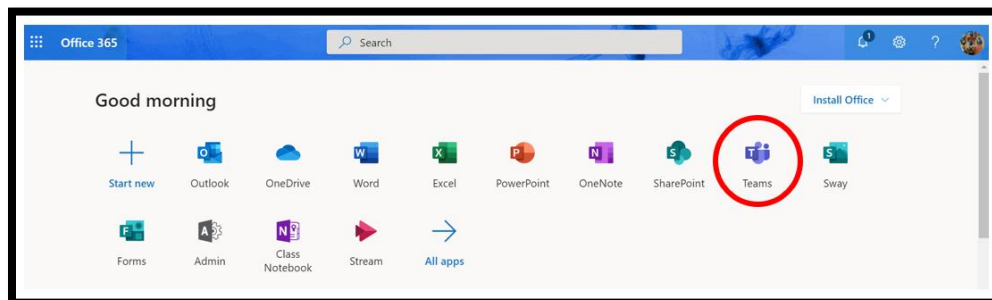 Office 365
Search
1
?
Good morning
Install Office
Start new
Outlook
OneDrive
Word
Excel
PowerPoint
OneNote
SharePoint
Teams
Sway
Forms
Admin
Class
Notebook
Stream
All apps